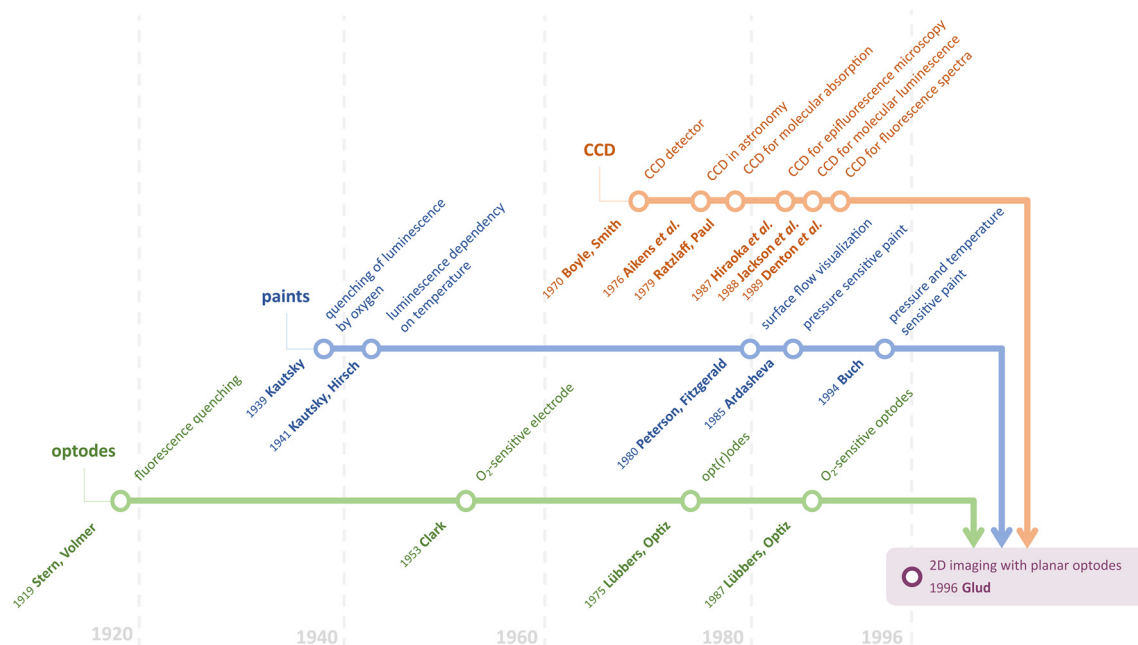 CCD
CCD detector
CCD in astronomy
CCD for molecular absorption
CCD for epifluorescence microscopy
CCD for molecular luminescence
CCD for fluorescence spectra
1970 Boyle, Smith
1976 Aikens et al.
1979 Ratzlaff, Paul
1987 Hiraoka et al.
1988 Jackson et al.
1989 Denton et al.
paints
quenching of luminescence
by oxygen
luminescence dependency
on temperature
surface flow visualization
pressure sensitive paint
pressure and temperature
sensitive paint
1939 Kautsky
1941 Kautsky, Hirsch
1980 Peterson, Fitzgerald
1985 Ardasheva
1994 Buch
optodes
fluorescence quenching
O₂-sensitive electrode
opt(r)odes
O₂-sensitive optodes
1919 Stern, Volmer
1953 Clark
1975 Lübbers, Optiz
1987 Lübbers, Optiz
2D imaging with planar optodes
1996 Glud
1920
1940
1960
1980
1996